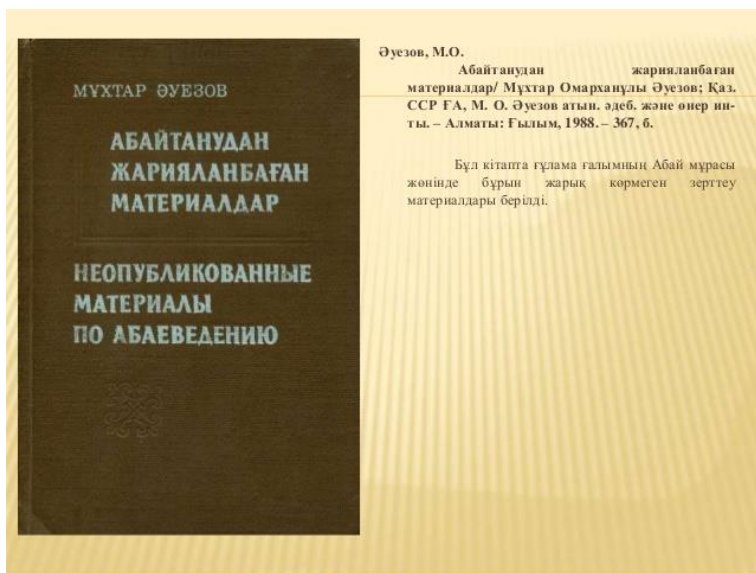 МҰХТАР ӘУЕЗОВ
АБАЙТАНУДАН
ЖАРИЯЛАНБАҒАН
МАТЕРИАЛДАР
НЕОПУБЛИКОВАННЫЕ
МАТЕРИАЛЫ
ПО АБАЕВЕДЕНИЮ
Әуезов, М.О.
Абайтанудан жарияланбаған
материалдар/ Мұхтар Омарханұлы Әуезов; Қаз.
ССР ҒА, М. О. Әуезов атын. әдеб. және өнер ин-
ты. – Алматы: Ғылым, 1988. – 367, б.
Бұл кітапта ғұлама ғалымның Абай мұрасы
жөнінде бұрын жарық көрмеген зерттеу
материалдары берілді.